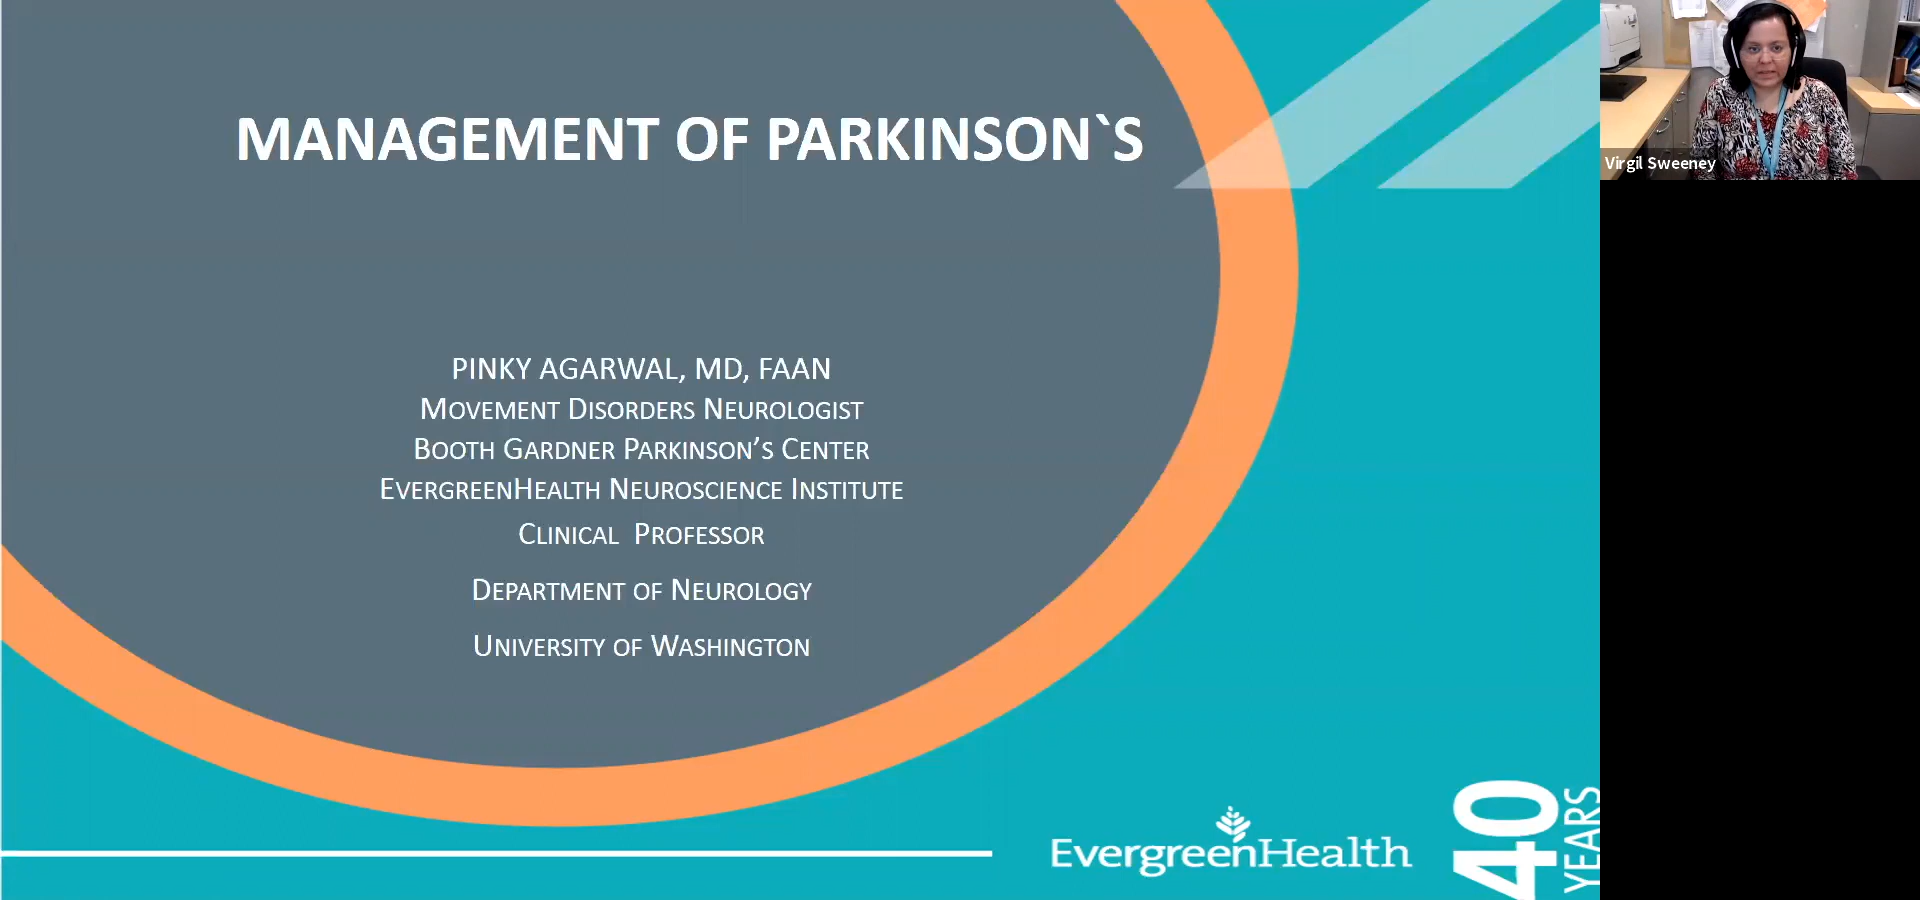 MANAGEMENT OF PARKINSON`S
PINKY AGARWAL, MD, FAAN
MOVEMENT DISORDERS NEUROLOGIST
BOOTH GARDNER PARKINSON’S CENTER
EVERGREENHEALTH NEUROSCIENCE INSTITUTE
CLINICAL  PROFESSOR
DEPARTMENT OF NEUROLOGY
UNIVERSITY OF WASHINGTON
EvergreenHealth
40
YEARS
Virgil Sweeney